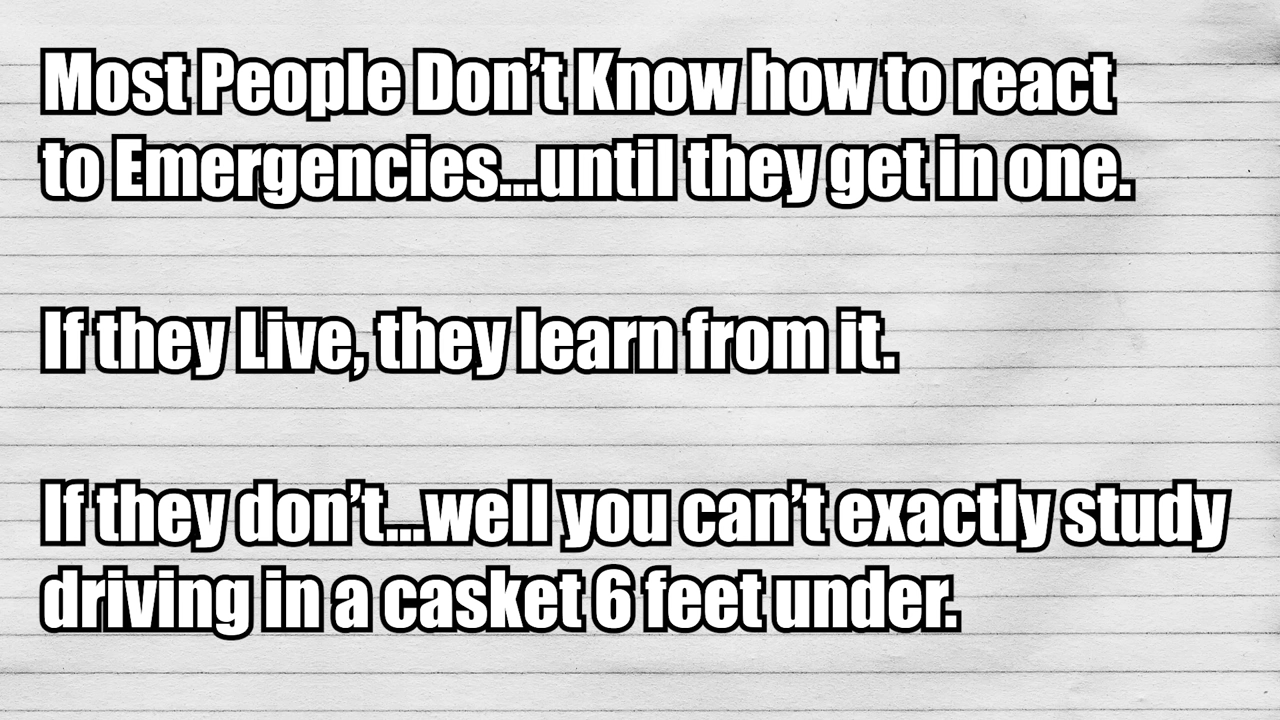 Most People Don't Know how to react
to Emergencies...until they get in one.
If they Live, they learn from it.
If they don't...well you can't exactly study
driving in a casket 6 feet under.